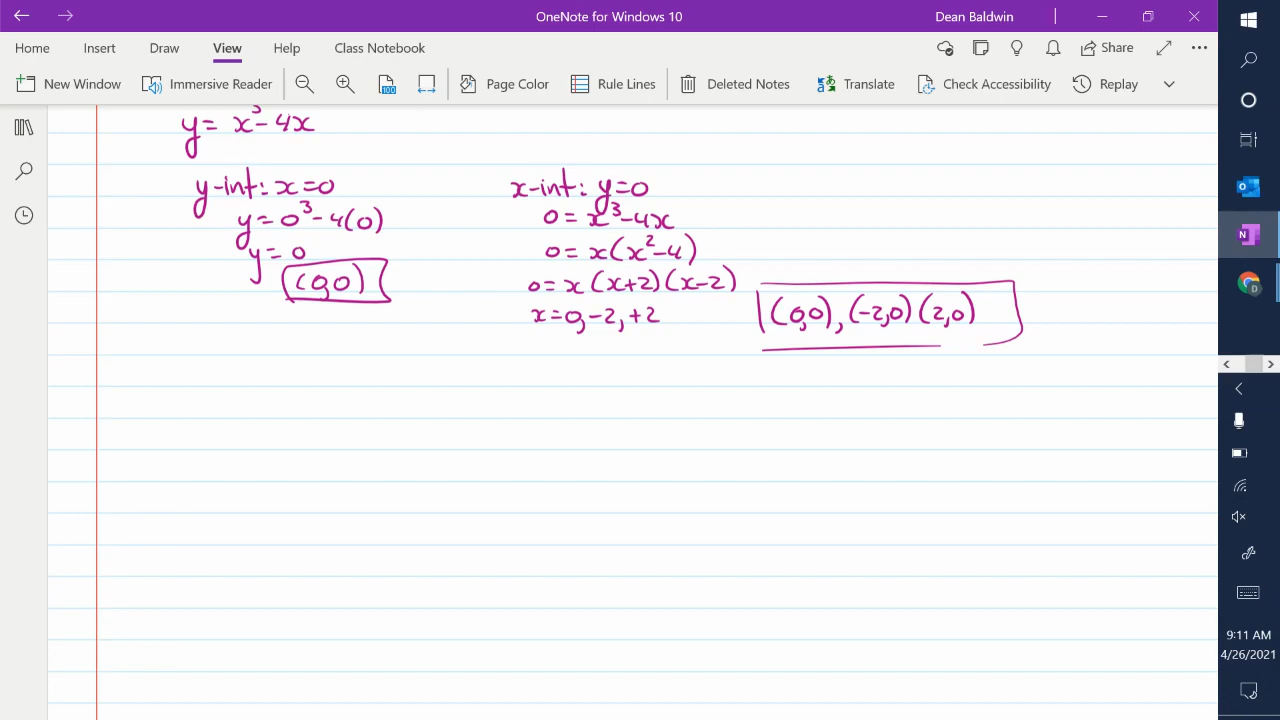 OneNote for Windows 10
Dean Baldwin
Home Insert Draw View Help Class Notebook
Share
New Window Immersive Reader 100 Page Color Rule Lines Deleted Notes Translate Check Accessibility Replay
y = x³ - 4x
y-int: x=0
y = 0³ - 4(0)
y = 0
(0,0)
x-int: y=0
0 = x³ - 4x
0 = x(x² - 4)
0 = x(x+2)(x-2)
x = 0, -2, +2
(0,0), (-2,0) (2,0)
9:11 AM
4/26/2021